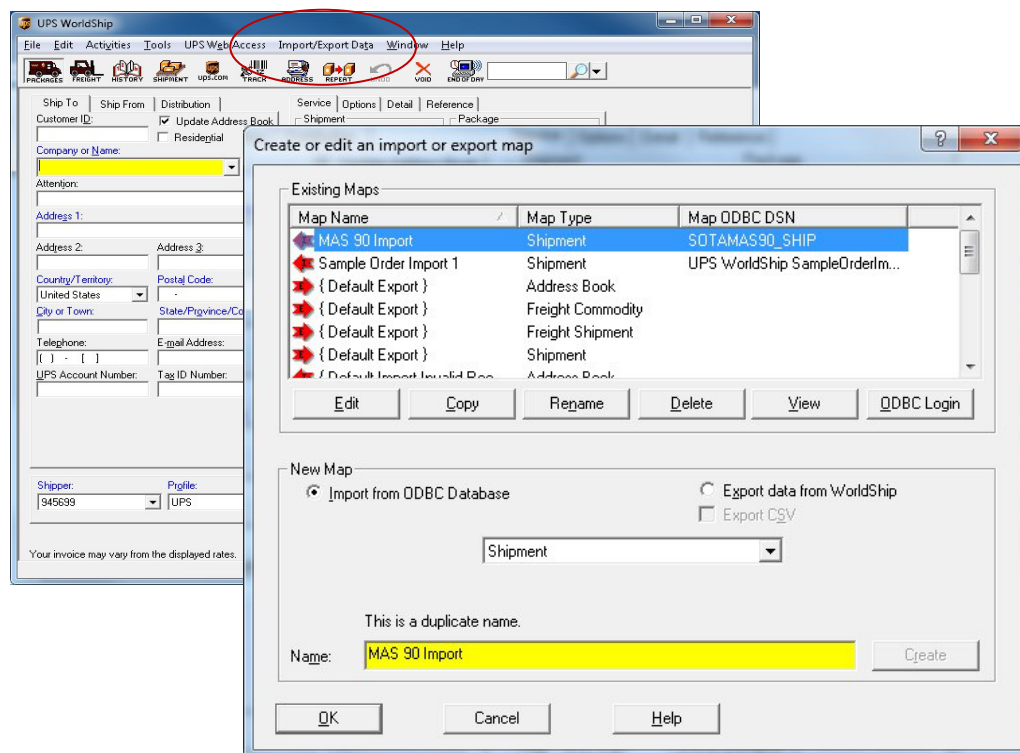 UPS WorldShip
File Edit Activities Tools UPS Web Access Import/Export Data Window Help
PACKAGES FREIGHT HISTORY SHIPMENT ups.com TRACK ADDRESS REPEAT UNDO VOID END OF DAY
Ship To Ship From Distribution Service Options Detail Reference
Customer ID: Update Address Book Shipment Package
Residential
Company or Name:
Attention:
Address 1:
Address 2: Address 3:
Country/Territory: Postal Code:
United States -
City or Town: State/Province/Co
Telephone: E-mail Address:
( ) - [ ]
UPS Account Number: Tax ID Number:
Shipper: Profile:
945699 UPS
Your invoice may vary from the displayed rates.
Create or edit an import or export map
Existing Maps
Map Name Map Type Map ODBC DSN
MAS 90 Import Shipment SOTAMAS90_SHIP
Sample Order Import 1 Shipment UPS WorldShip SampleOrderIm...
{ Default Export } Address Book
{ Default Export } Freight Commodity
{ Default Export } Freight Shipment
{ Default Export } Shipment
{ Default Import Invalid Rec Address Book
Edit Copy Rename Delete View ODBC Login
New Map
Import from ODBC Database Export data from WorldShip
Export CSV
Shipment
This is a duplicate name.
Name: MAS 90 Import Create
OK Cancel Help